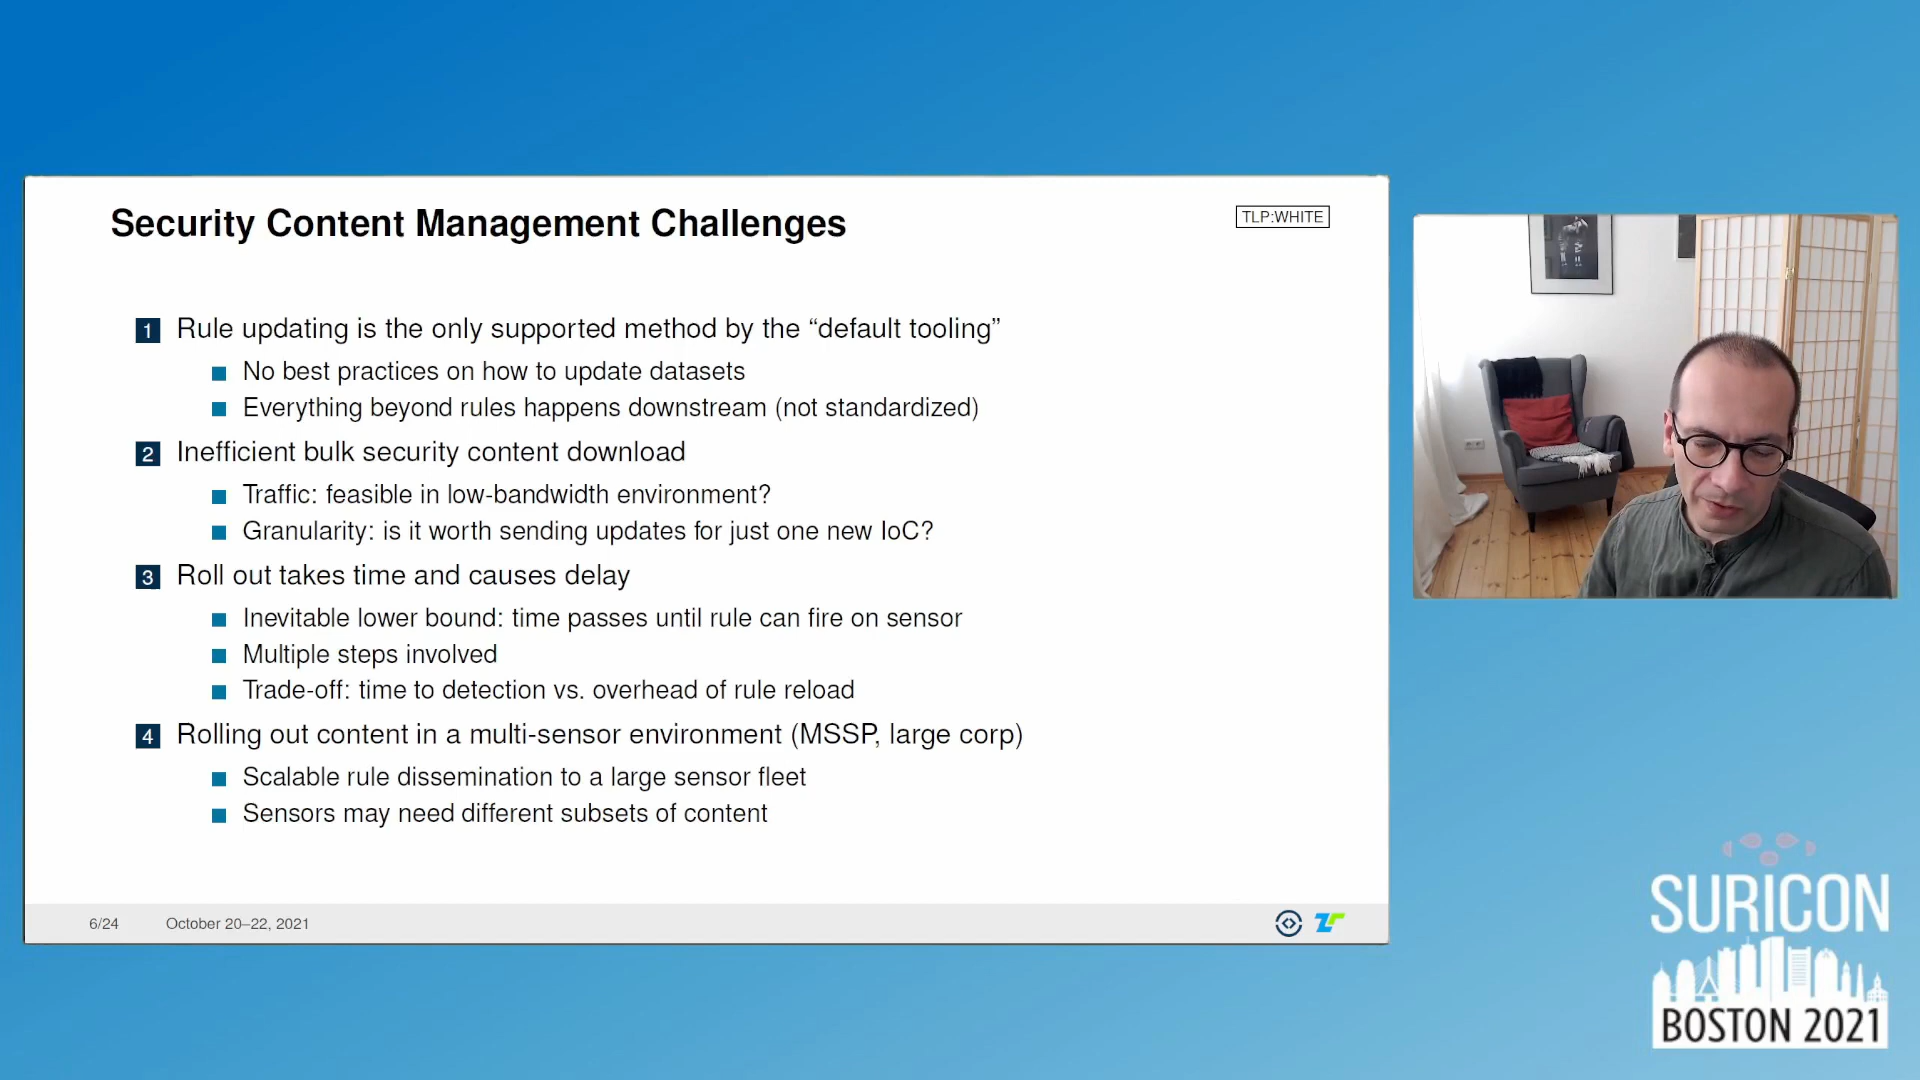 Security Content Management Challenges
TLP:WHITE
1 Rule updating is the only supported method by the “default tooling”
No best practices on how to update datasets
Everything beyond rules happens downstream (not standardized)
2 Inefficient bulk security content download
Traffic: feasible in low-bandwidth environment?
Granularity: is it worth sending updates for just one new IoC?
3 Roll out takes time and causes delay
Inevitable lower bound: time passes until rule can fire on sensor
Multiple steps involved
Trade-off: time to detection vs. overhead of rule reload
4 Rolling out content in a multi-sensor environment (MSSP, large corp)
Scalable rule dissemination to a large sensor fleet
Sensors may need different subsets of content
6/24 October 20–22, 2021
SURICON
BOSTON 2021